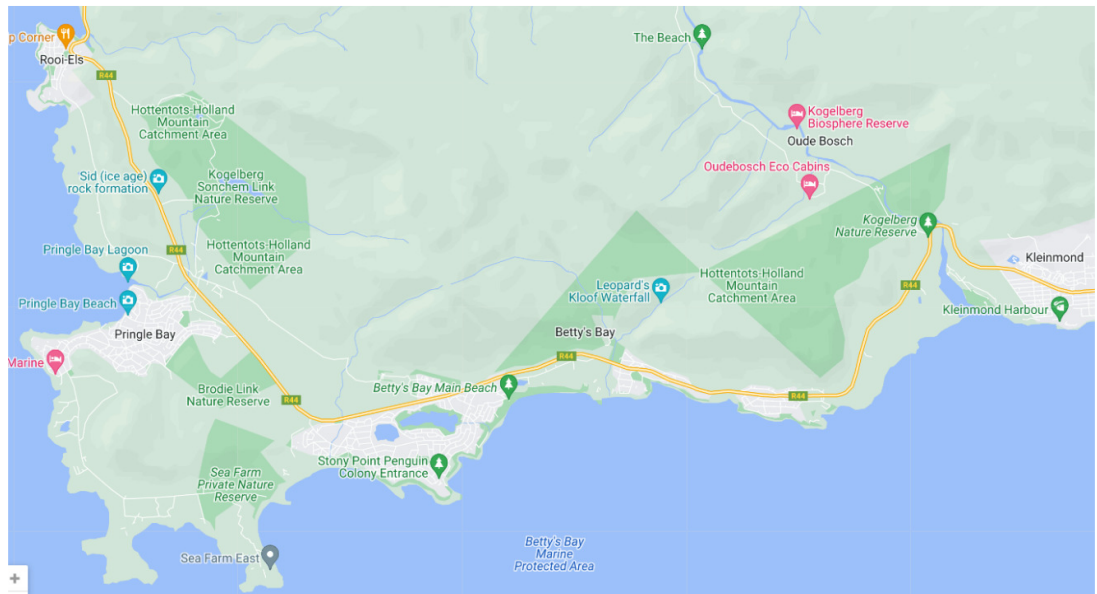 p Corner
Rooi-Els
R44
The Beach
Hottentots-Holland
Mountain
Catchment Area
Kogelberg
Biosphere Reserve
Oude Bosch
Sid (ice age)
rock formation
Kogelberg
Sonchem Link
Nature Reserve
Oudebosch Eco Cabins
Kogelberg
Nature Reserve
Pringle Bay Lagoon
R44
Hottentots-Holland
Mountain
Catchment Area
Kleinmond
Leopard's
Kloof Waterfall
Hottentots-Holland
Mountain
Catchment Area
R44
Pringle Bay Beach
Kleinmond Harbour
Pringle Bay
Betty's Bay
Marine
R44
Brodie Link
Nature Reserve
R44
Betty's Bay Main Beach
R44
Stony Point Penguin
Colony Entrance
Sea Farm
Private Nature
Reserve
Sea Farm East
Betty's Bay
Marine
Protected Area
+